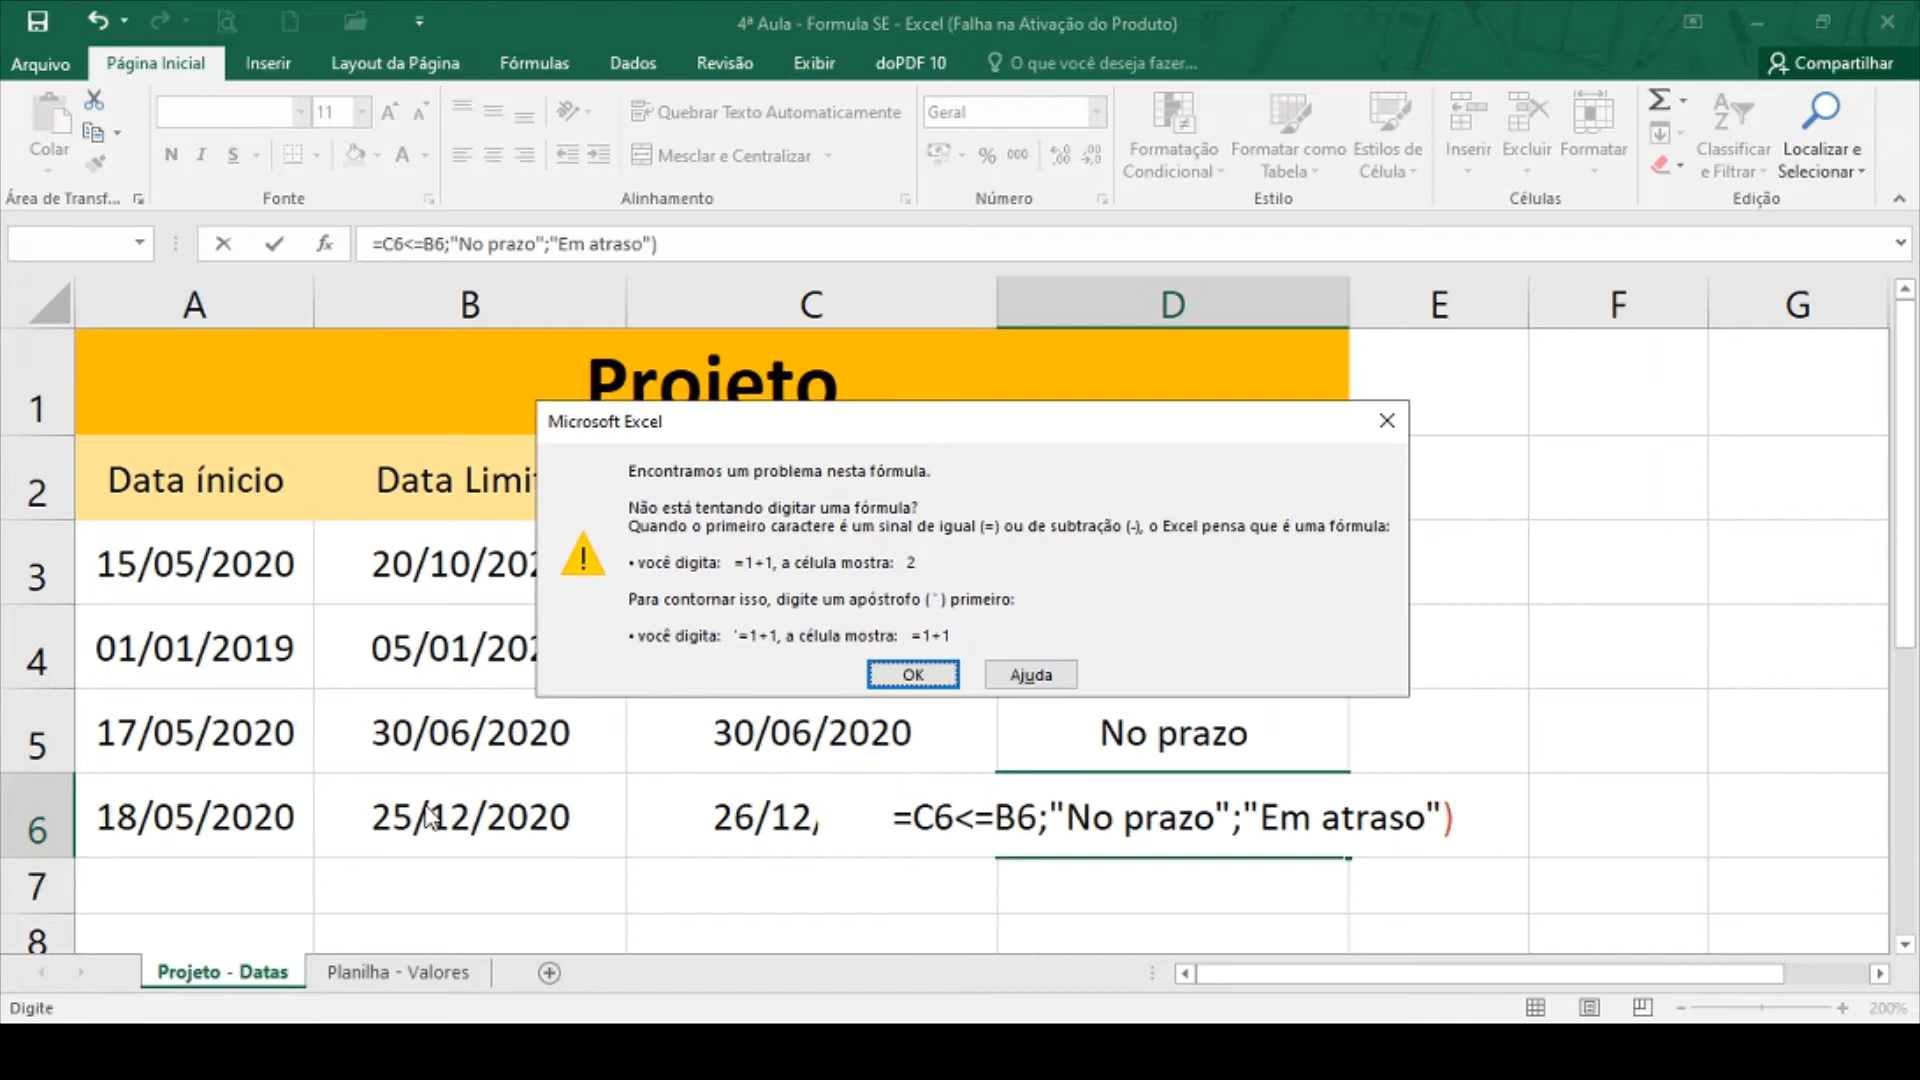 4ª Aula - Formula SE - Excel (Falha na Ativação do Produto)
Arquivo Página Inicial Inserir Layout da Página Fórmulas Dados Revisão Exibir doPDF 10 O que você deseja fazer... Compartilhar
Colar
11
N I S
Quebrar Texto Automaticamente
Mesclar e Centralizar
Geral
% 000
Formatação Condicional
Formatar como Tabela
Estilos de Célula
Inserir Excluir Formatar
Classificar e Filtrar
Localizar e Selecionar
Área de Transf... Fonte Alinhamento Número Estilo Células Edição
fx =C6<=B6;"No prazo";"Em atraso")
A B C D E F G
1 Projeto
2 Data ínicio Data Limi
3 15/05/2020 20/10/202
4 01/01/2019 05/01/202
5 17/05/2020 30/06/2020 30/06/2020 No prazo
6 18/05/2020 25/12/2020 26/12/ =C6<=B6;"No prazo";"Em atraso")
7
8
Microsoft Excel
Encontramos um problema nesta fórmula.
Não está tentando digitar uma fórmula?
Quando o primeiro caractere é um sinal de igual (=) ou de subtração (-), o Excel pensa que é uma fórmula:
• você digita: =1+1, a célula mostra: 2
Para contornar isso, digite um apóstrofo (') primeiro:
• você digita: '=1+1, a célula mostra: =1+1
OK Ajuda
Projeto - Datas Planilha - Valores
Digite 200%